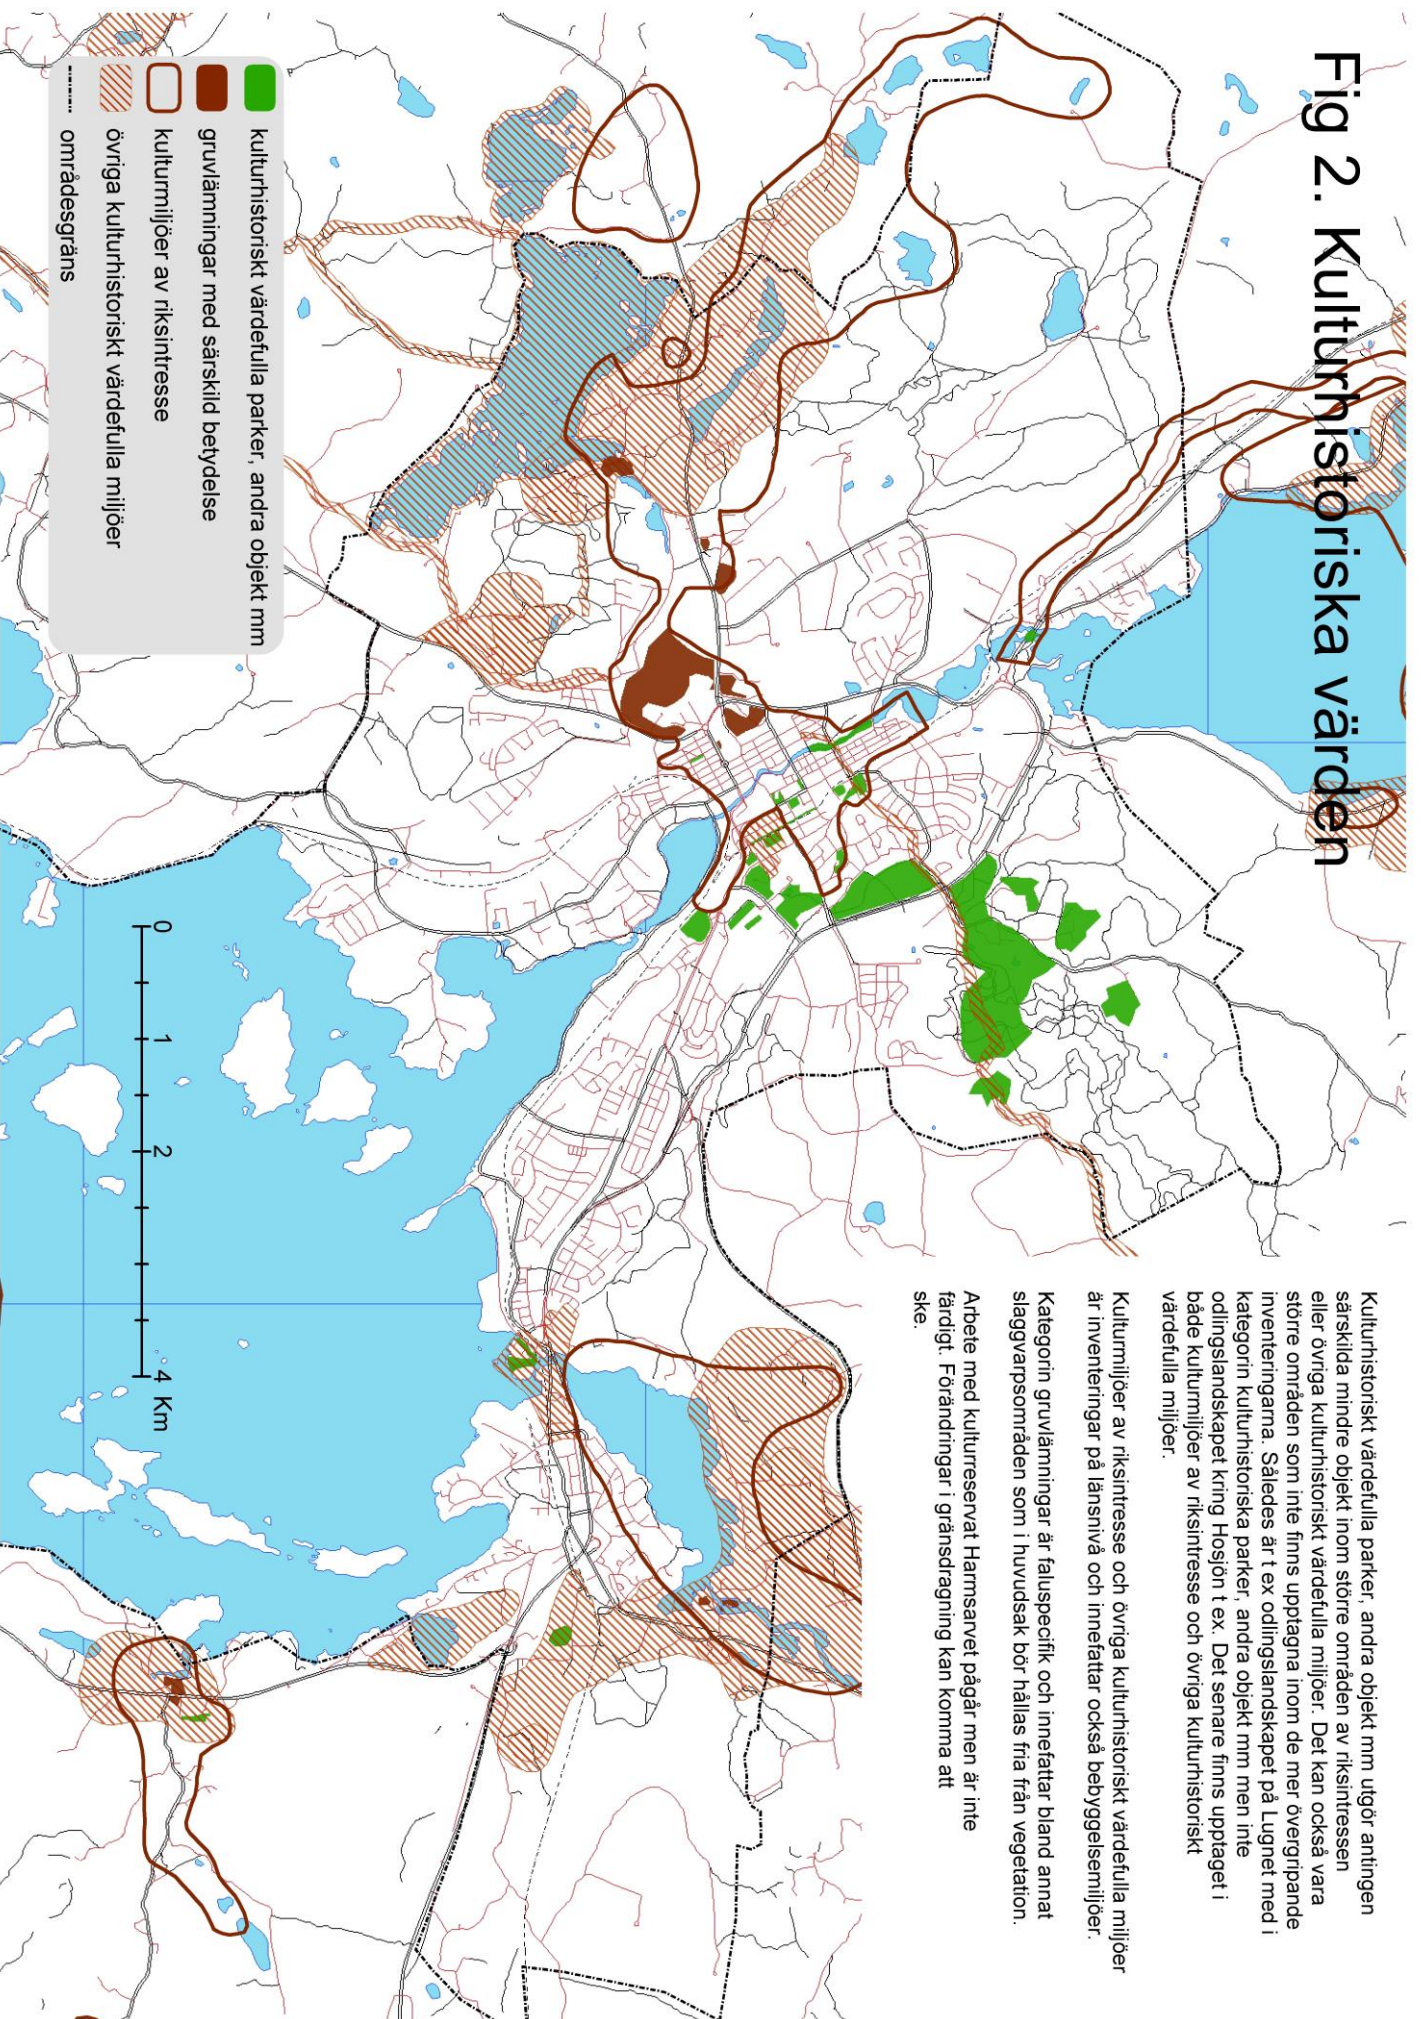 Fig 2. Kulturhistoriska värden
Kulturhistoriskt värdefulla parker, andra objekt mm utgör antingen
särskilda mindre objekt inom större områden av riksintressen
eller övriga kulturhistoriskt värdefulla miljöer. Det kan också vara
större områden som inte finns upptagna inom de mer övergripande
inventeringarna. Således är t ex odlingslandskapet på Lugnet med i
kategorin kulturhistoriska parker, andra objekt mm men inte
odlingslandskapet kring Hosjön t ex. Det senare finns upptaget i
både kulturmiljöer av riksintresse och övriga kulturhistoriskt
värdefulla miljöer.
Kulturmiljöer av riksintresse och övriga kulturhistoriskt värdefulla miljöer
är inventeringar på länsnivå och innefattar också bebyggelsemiljöer.
Kategorin gruvlämningar är faluspecifik och innefattar bland annat
slaggvarpsområden som i huvudsak bör hållas fria från vegetation.
Arbete med kulturreservat Harmsarvet pågår men är inte
färdigt. Förändringar i gränsdragning kan komma att
ske.
kulturhistoriskt värdefulla parker, andra objekt mm
gruvlämningar med särskild betydelse
kulturmiljöer av riksintresse
övriga kulturhistoriskt värdefulla miljöer
områdesgräns
0 1 2 4 Km